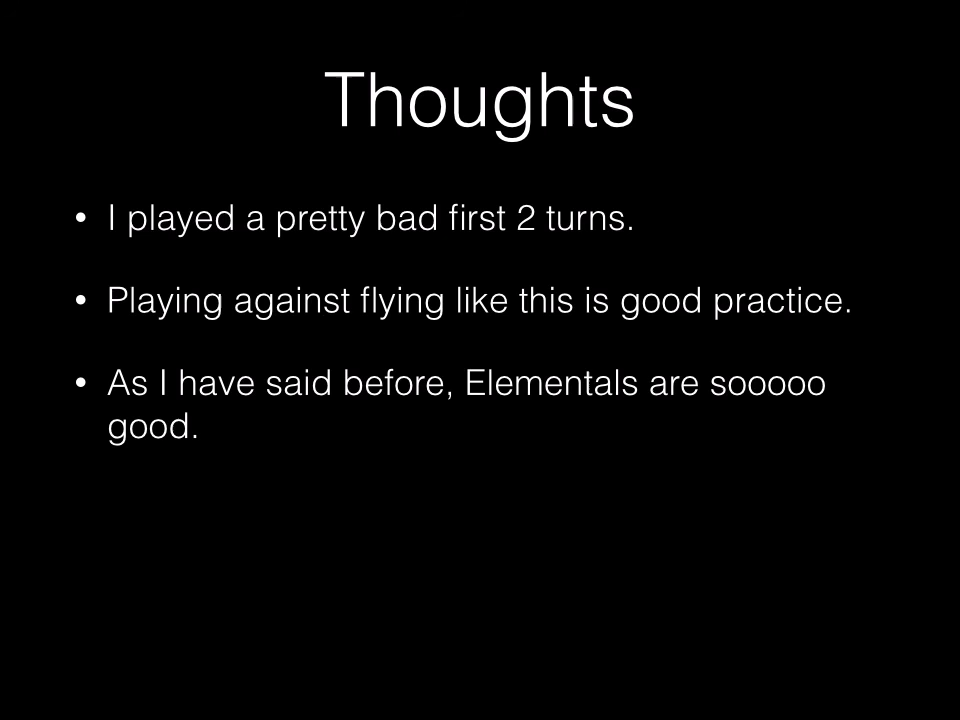 Thoughts
• I played a pretty bad first 2 turns.
• Playing against flying like this is good practice.
• As I have said before, Elementals are sooooo
good.